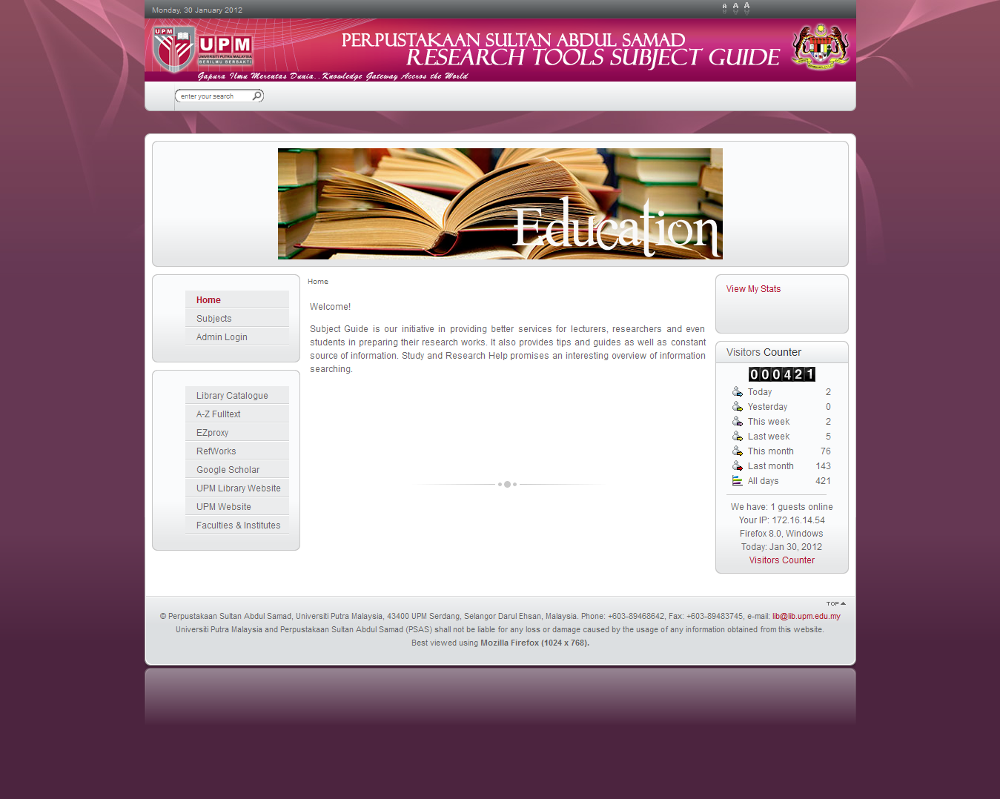 Monday, 30 January 2012
A A A
UPM
UPM
UNIVERSITI PUTRA MALAYSIA
BERILMU BERBAKTI
PERPUSTAKAAN SULTAN ABDUL SAMAD
RESEARCH TOOLS SUBJECT GUIDE
Gapura Ilmu Merentas Dunia..Knowledge Gateway Accros the World
enter your search
Education
Home
Subjects
Admin Login
Library Catalogue
A-Z Fulltext
EZproxy
RefWorks
Google Scholar
UPM Library Website
UPM Website
Faculties & Institutes
Home
Welcome!
Subject Guide is our initiative in providing better services for lecturers, researchers and even
students in preparing their research works. It also provides tips and guides as well as constant
source of information. Study and Research Help promises an interesting overview of information
searching.
View My Stats
Visitors Counter
000421
Today 2
Yesterday 0
This week 2
Last week 5
This month 76
Last month 143
All days 421
We have: 1 guests online
Your IP: 172.16.14.54
Firefox 8.0, Windows
Today: Jan 30, 2012
Visitors Counter
TOP
© Perpustakaan Sultan Abdul Samad, Universiti Putra Malaysia, 43400 UPM Serdang, Selangor Darul Ehsan, Malaysia. Phone: +603-89468642, Fax: +603-89483745, e-mail: lib@lib.upm.edu.my
Universiti Putra Malaysia and Perpustakaan Sultan Abdul Samad (PSAS) shall not be liable for any loss or damage caused by the usage of any information obtained from this website.
Best viewed using Mozilla Firefox (1024 x 768).